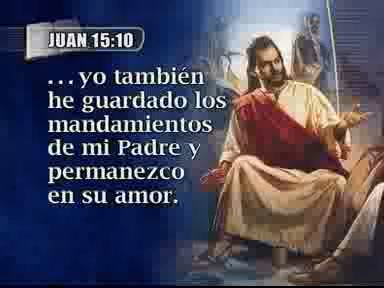 JUAN 15:10
...yo también
he guardado los
mandamientos
de mi Padre y
permanezco
en su amor.